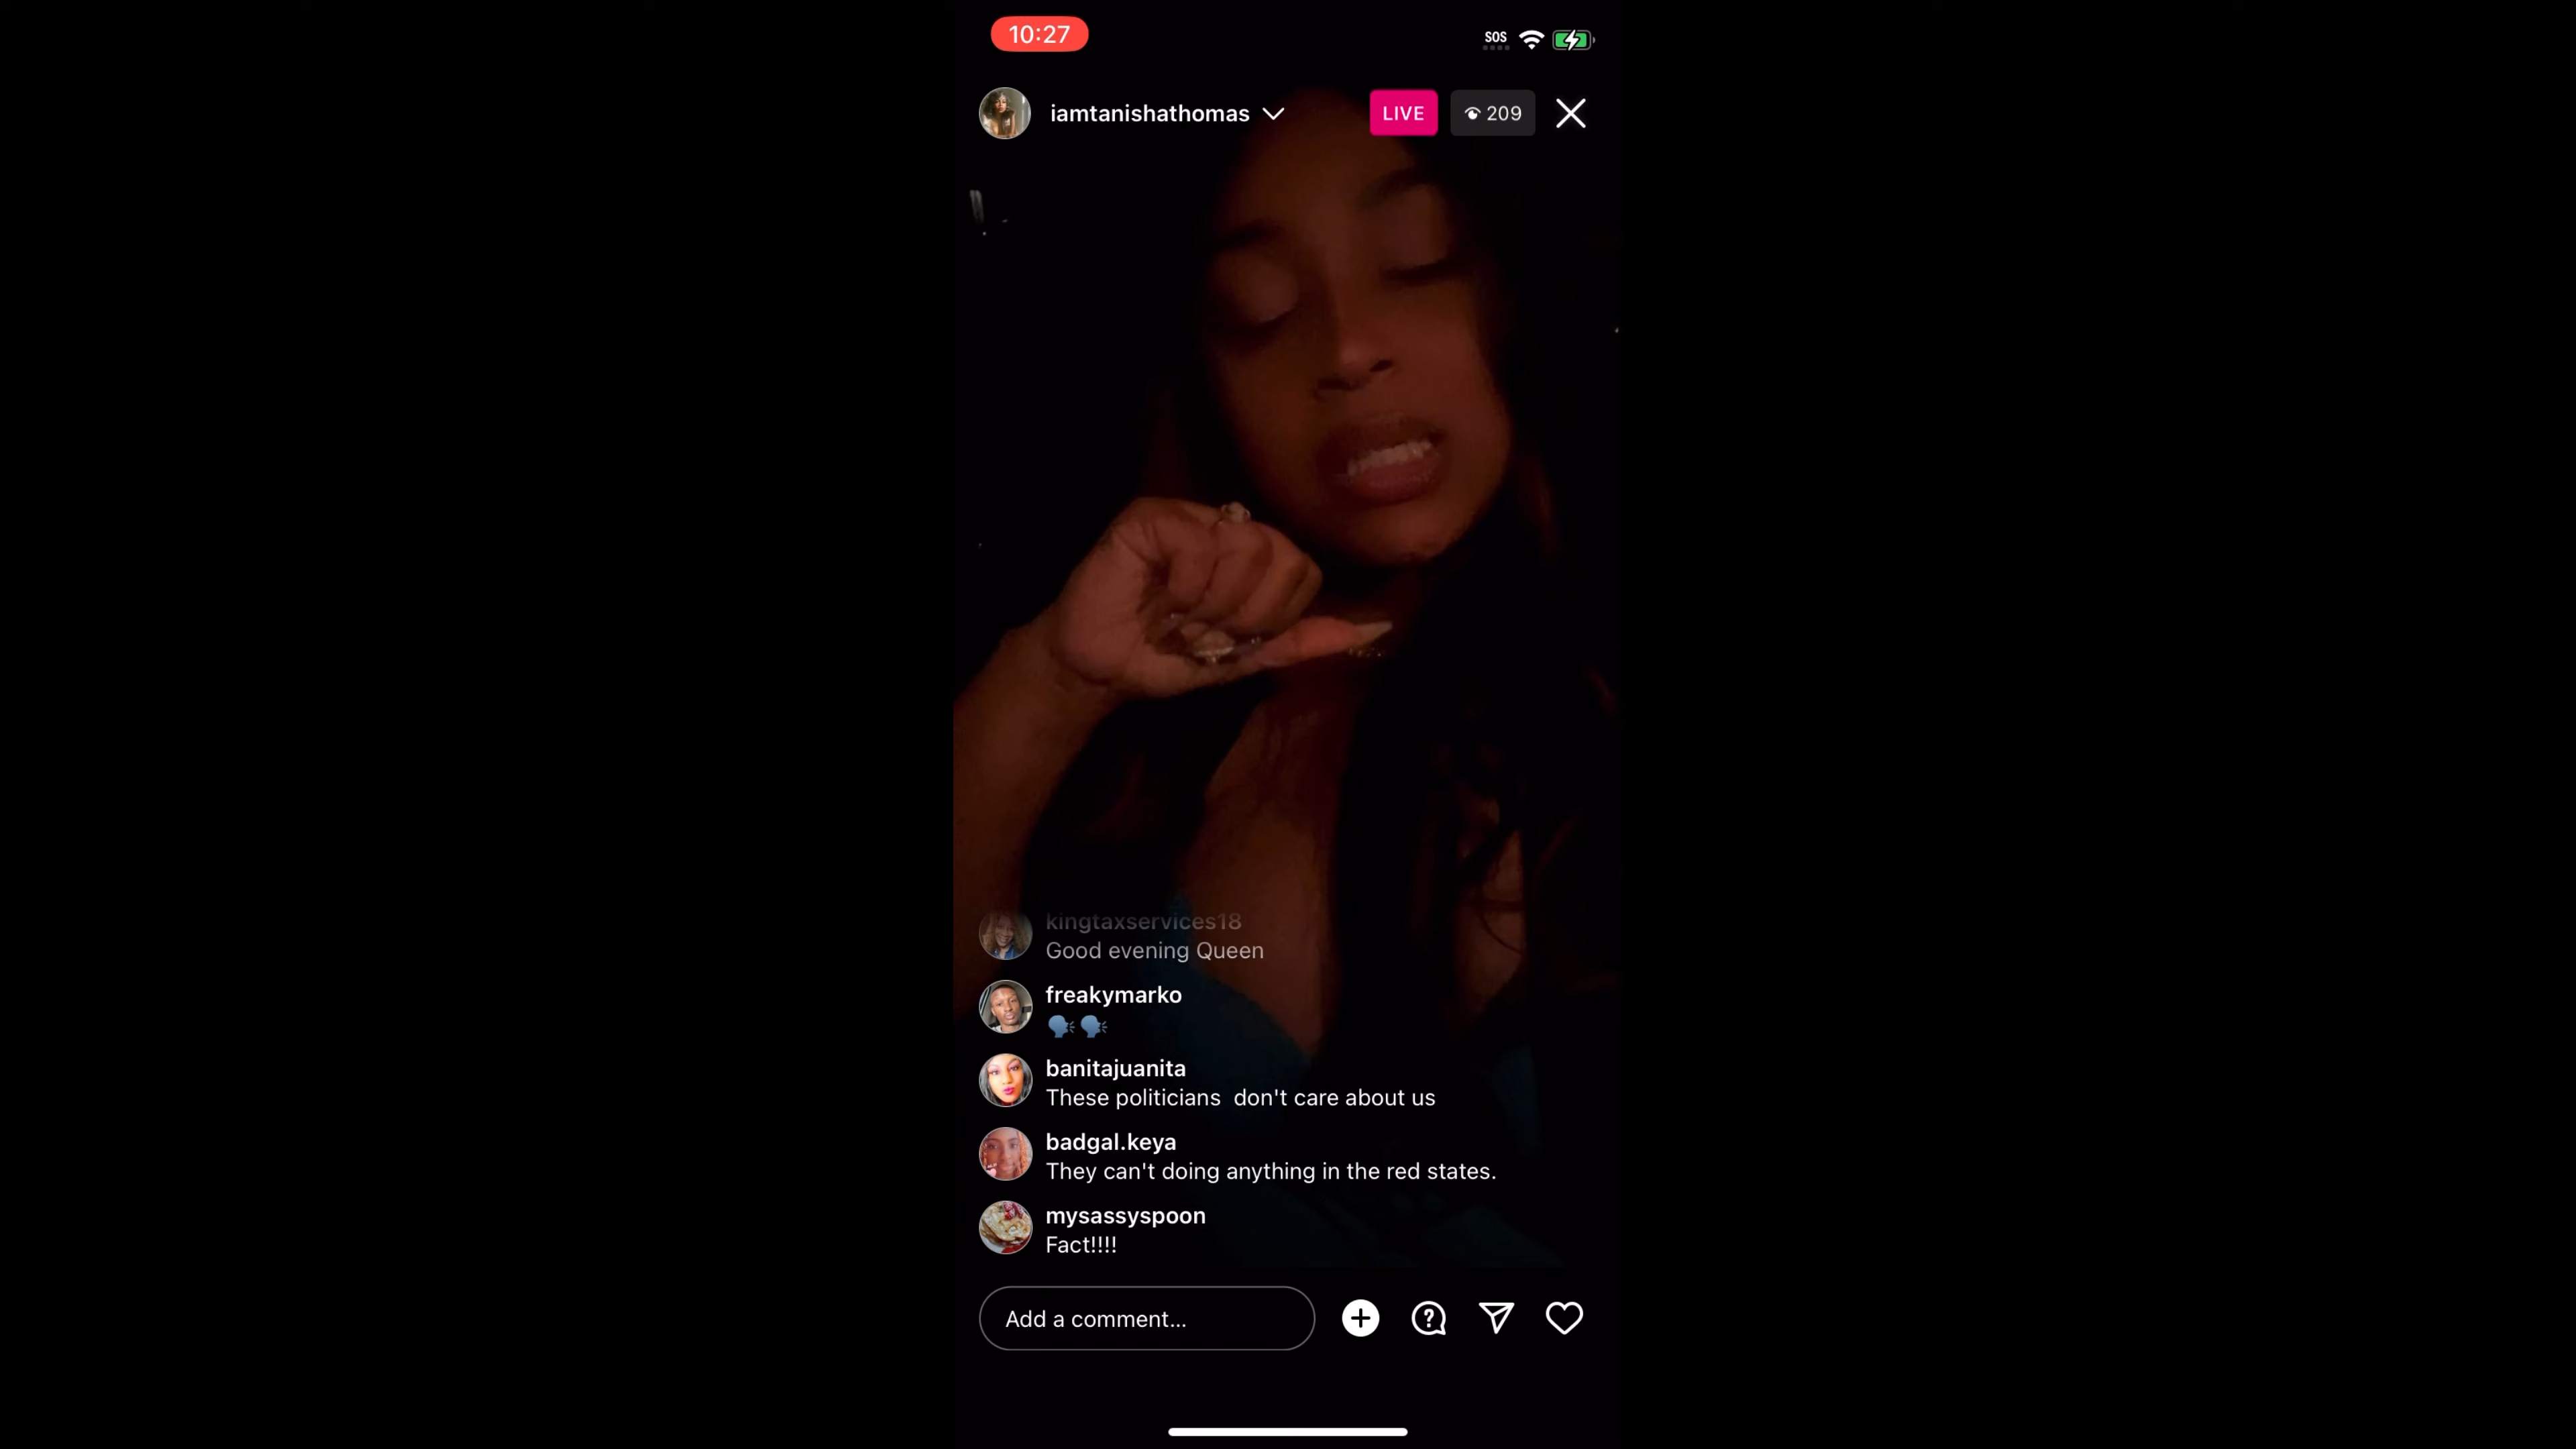 10:27
SOS
iamtanishathomas
LIVE
209
kingtaxservices18
Good evening Queen
freakymarko
🗣️🗣️
banitajuanita
These politicians  don't care about us
badgal.keya
They can't doing anything in the red states.
mysassyspoon
Fact!!!!
Add a comment...